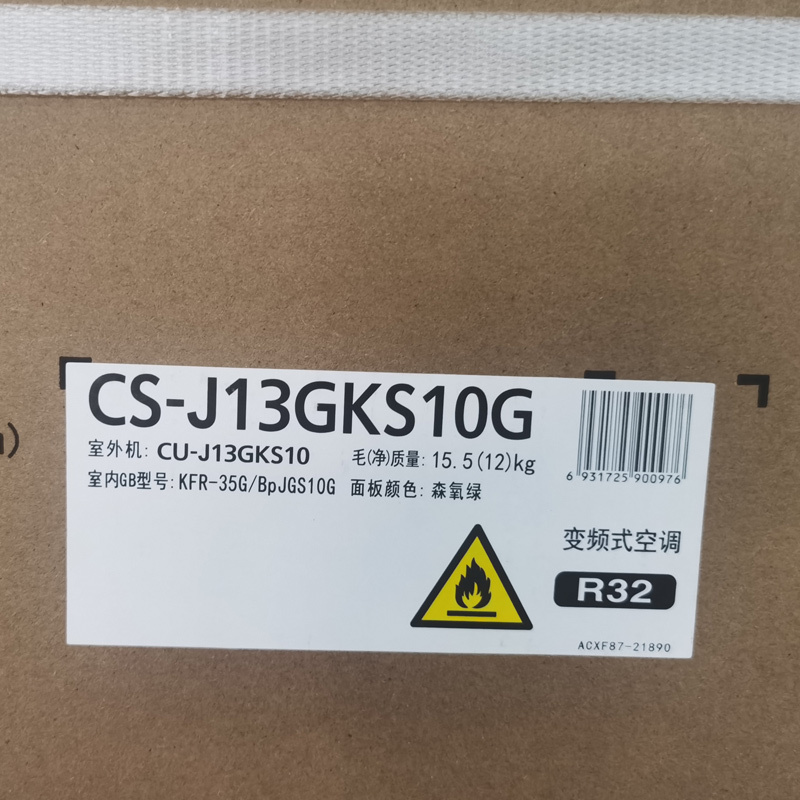 CS-J13GKS10G
室外机: CU-J13GKS10 毛(净)质量: 15.5(12)kg
室内GB型号: KFR-35G/BpJGS10G 面板颜色: 森氧绿
6 931725 900976
变频式空调
R32
ACXF87-21890